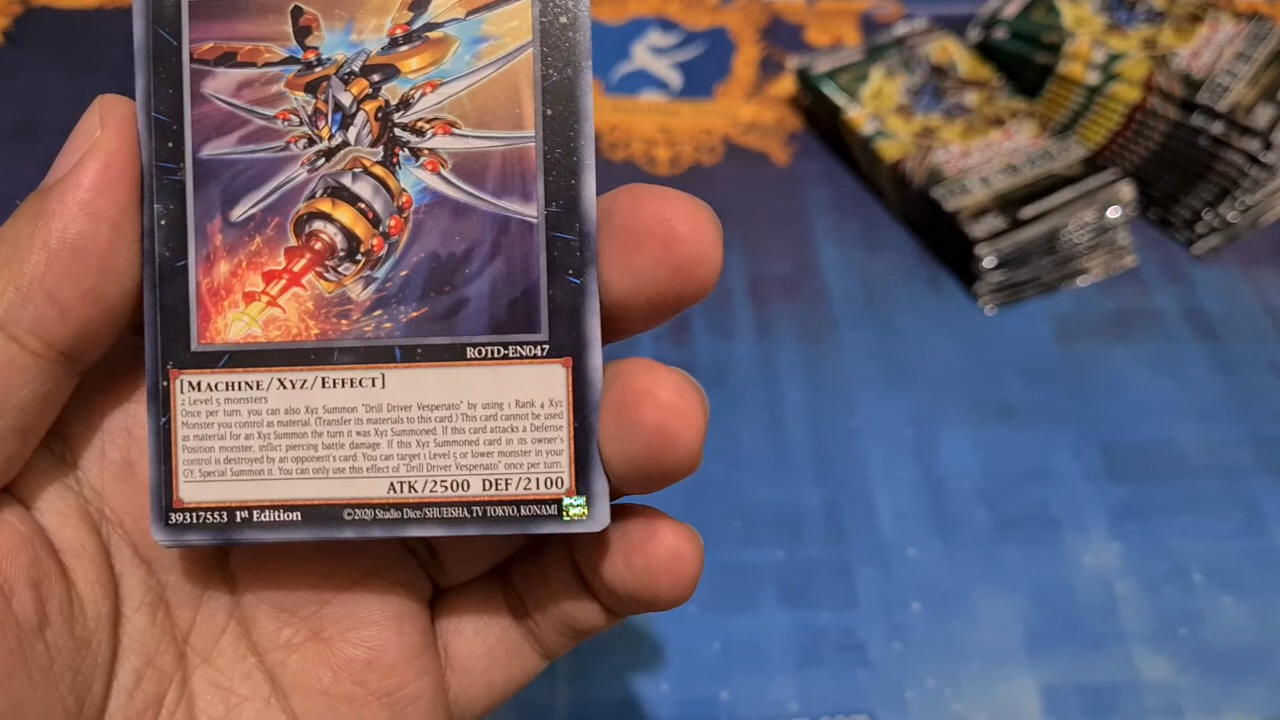 ROTD-EN047
[MACHINE/XYZ/EFFECT]
2 Level 5 monsters
Once per turn, you can also Xyz Summon "Drill Driver Vespenato" by using 1 Rank 4 Xyz
Monster you control as material. (Transfer its materials to this card.) This card cannot be used
as material for an Xyz Summon the turn it was Xyz Summoned. If this card attacks a Defense
Position monster, inflict piercing battle damage. If this Xyz Summoned card in its owner's
control is destroyed by an opponent's card: You can target 1 Level 5 or lower monster in your
GY; Special Summon it. You can only use this effect of "Drill Driver Vespenato" once per turn.
ATK/2500 DEF/2100
39317553 1st Edition ©2020 Studio Dice/SHUEISHA, TV TOKYO, KONAMI